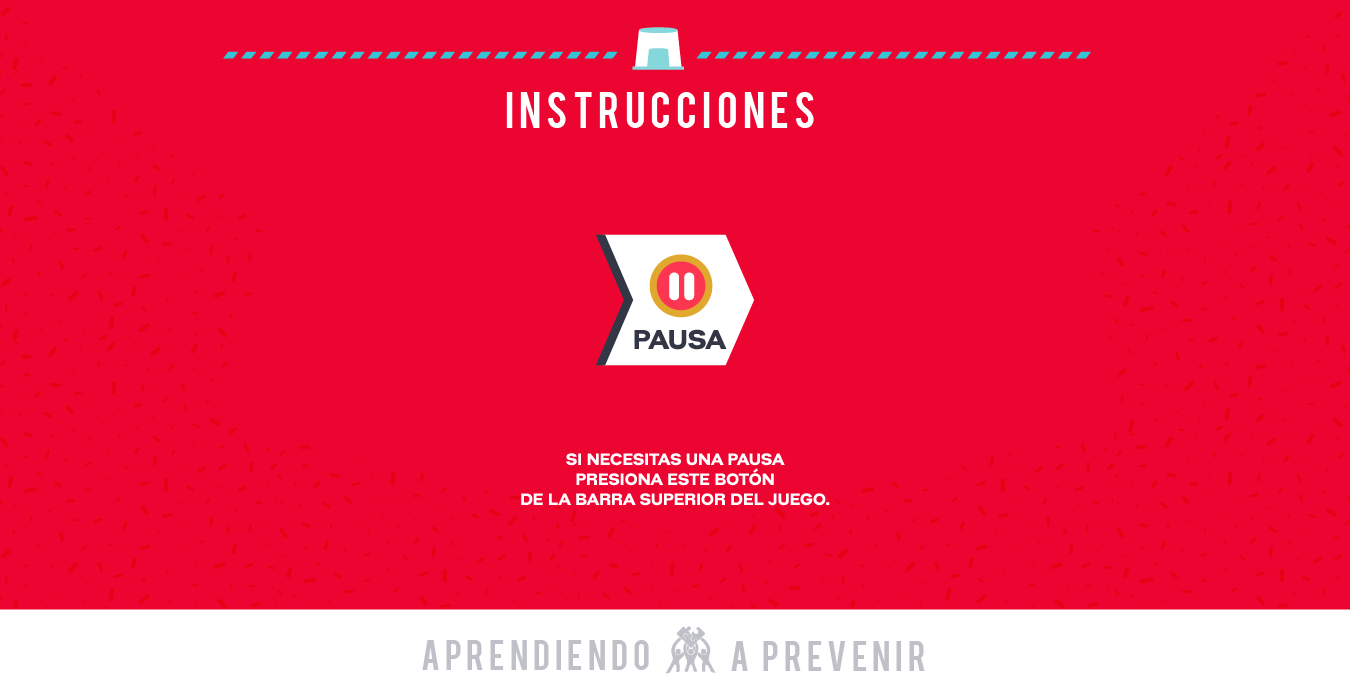 INSTRUCCIONES
PAUSA
SI NECESITAS UNA PAUSA
PRESIONA ESTE BOTÓN
DE LA BARRA SUPERIOR DEL JUEGO.
APRENDIENDO A PREVENIR